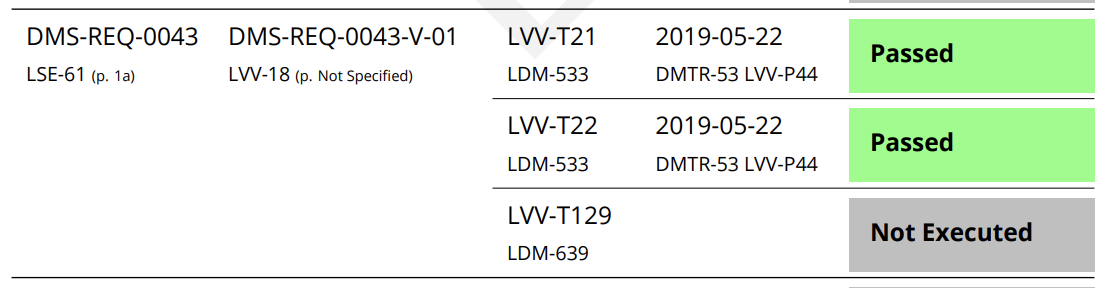 DMS-REQ-0043 DMS-REQ-0043-V-01 LVV-T21 2019-05-22 Passed
LSE-61 (p. 1a) LVV-18 (p. Not Specified) LDM-533 DMTR-53 LVV-P44
LVV-T22 2019-05-22 Passed
LDM-533 DMTR-53 LVV-P44
LVV-T129 Not Executed
LDM-639